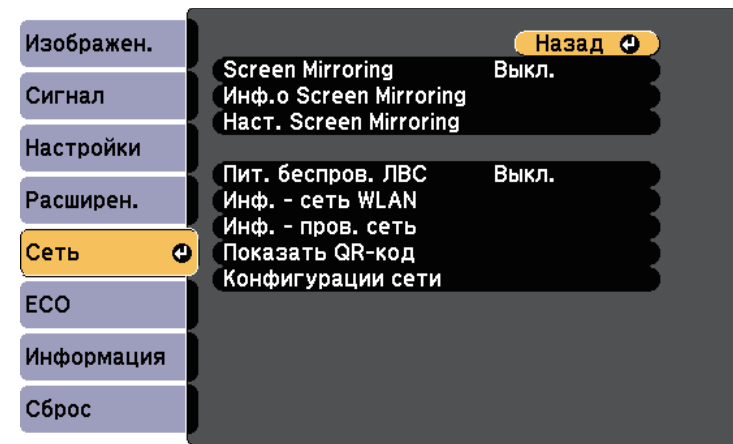 Изображен.
Сигнал
Настройки
Расширен.
Сеть
ECO
Информация
Сброс
Назад
Screen Mirroring Выкл.
Инф.о Screen Mirroring
Наст. Screen Mirroring
Пит. беспров. ЛВС Выкл.
Инф. - сеть WLAN
Инф. - пров. сеть
Показать QR-код
Конфигурации сети